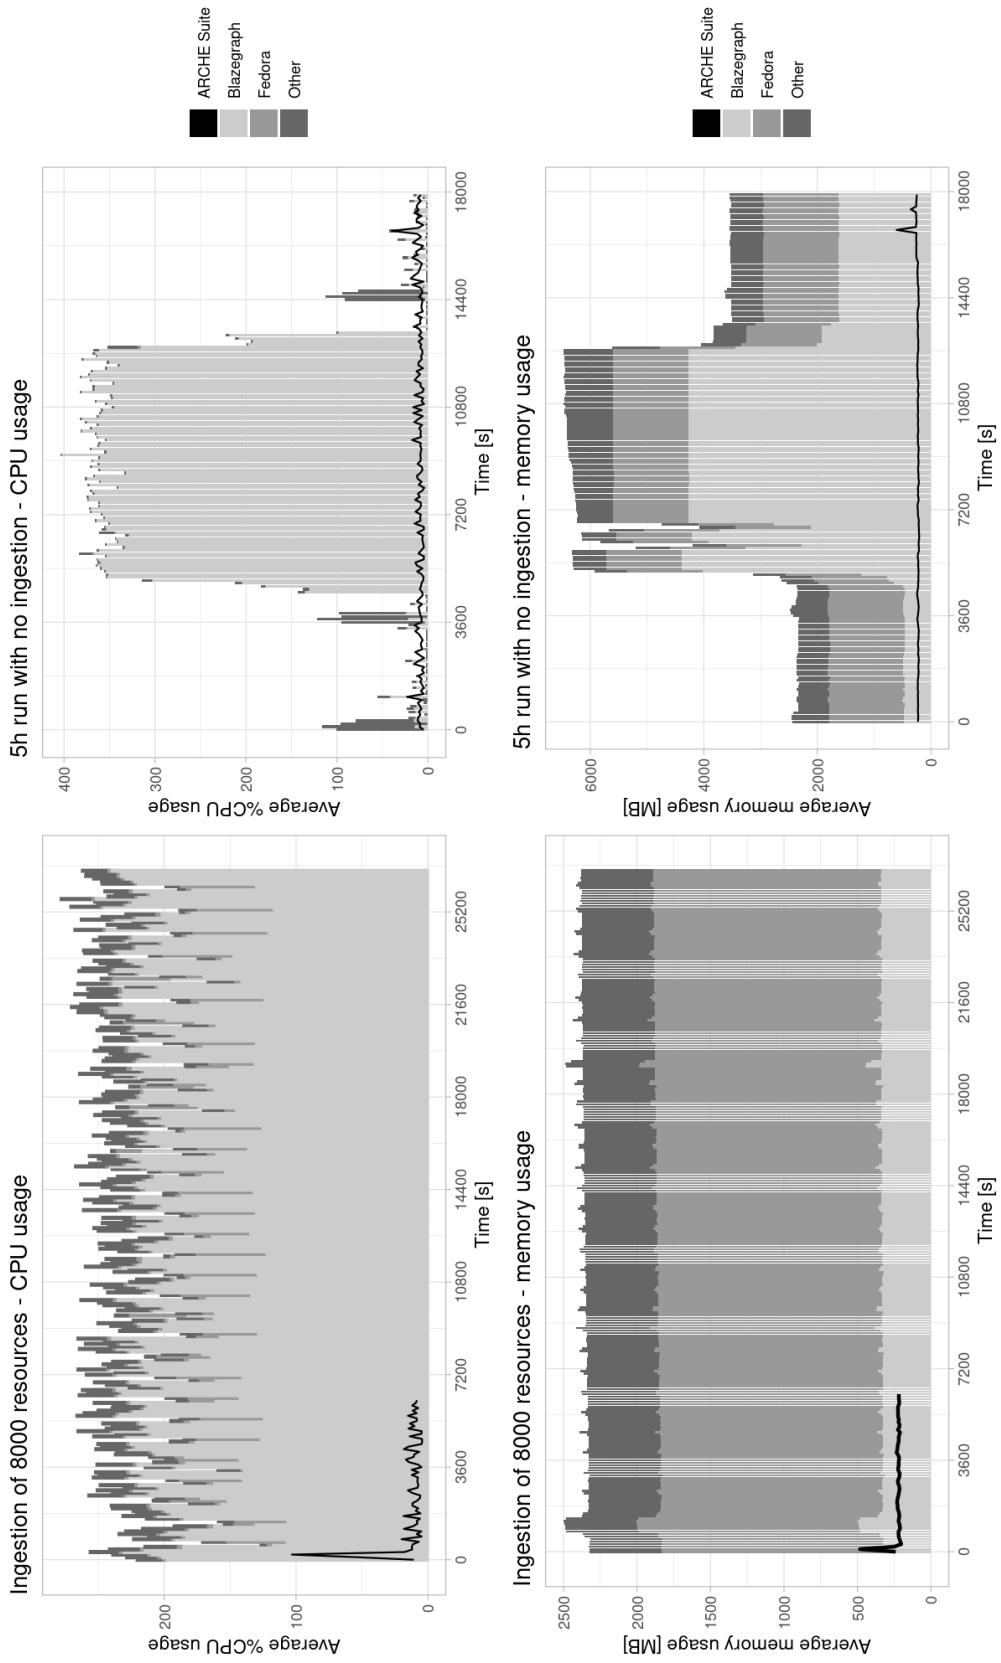 Ingestion of 8000 resources - CPU usage
Average %CPU usage
200
100
0
0
3600
7200
10800
14400
18000
21600
25200
Time [s]
5h run with no ingestion - CPU usage
Average %CPU usage
400
300
200
100
0
0
3600
7200
10800
14400
18000
Time [s]
ARCHE Suite
Blazegraph
Fedora
Other
Ingestion of 8000 resources - memory usage
Average memory usage [MB]
2500
2000
1500
1000
500
0
0
3600
7200
10800
14400
18000
21600
25200
Time [s]
5h run with no ingestion - memory usage
Average memory usage [MB]
6000
4000
2000
0
0
3600
7200
10800
14400
18000
Time [s]
ARCHE Suite
Blazegraph
Fedora
Other